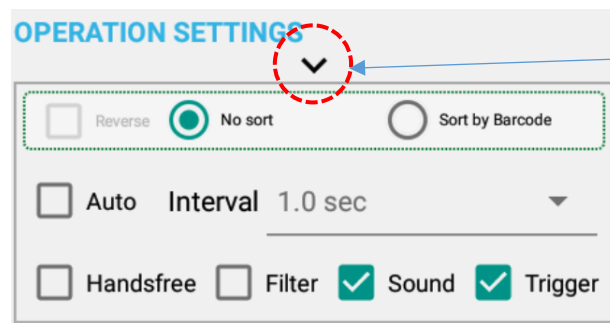 OPERATION SETTINGS
Reverse No sort Sort by Barcode
Auto Interval 1.0 sec
Handsfree Filter Sound Trigger